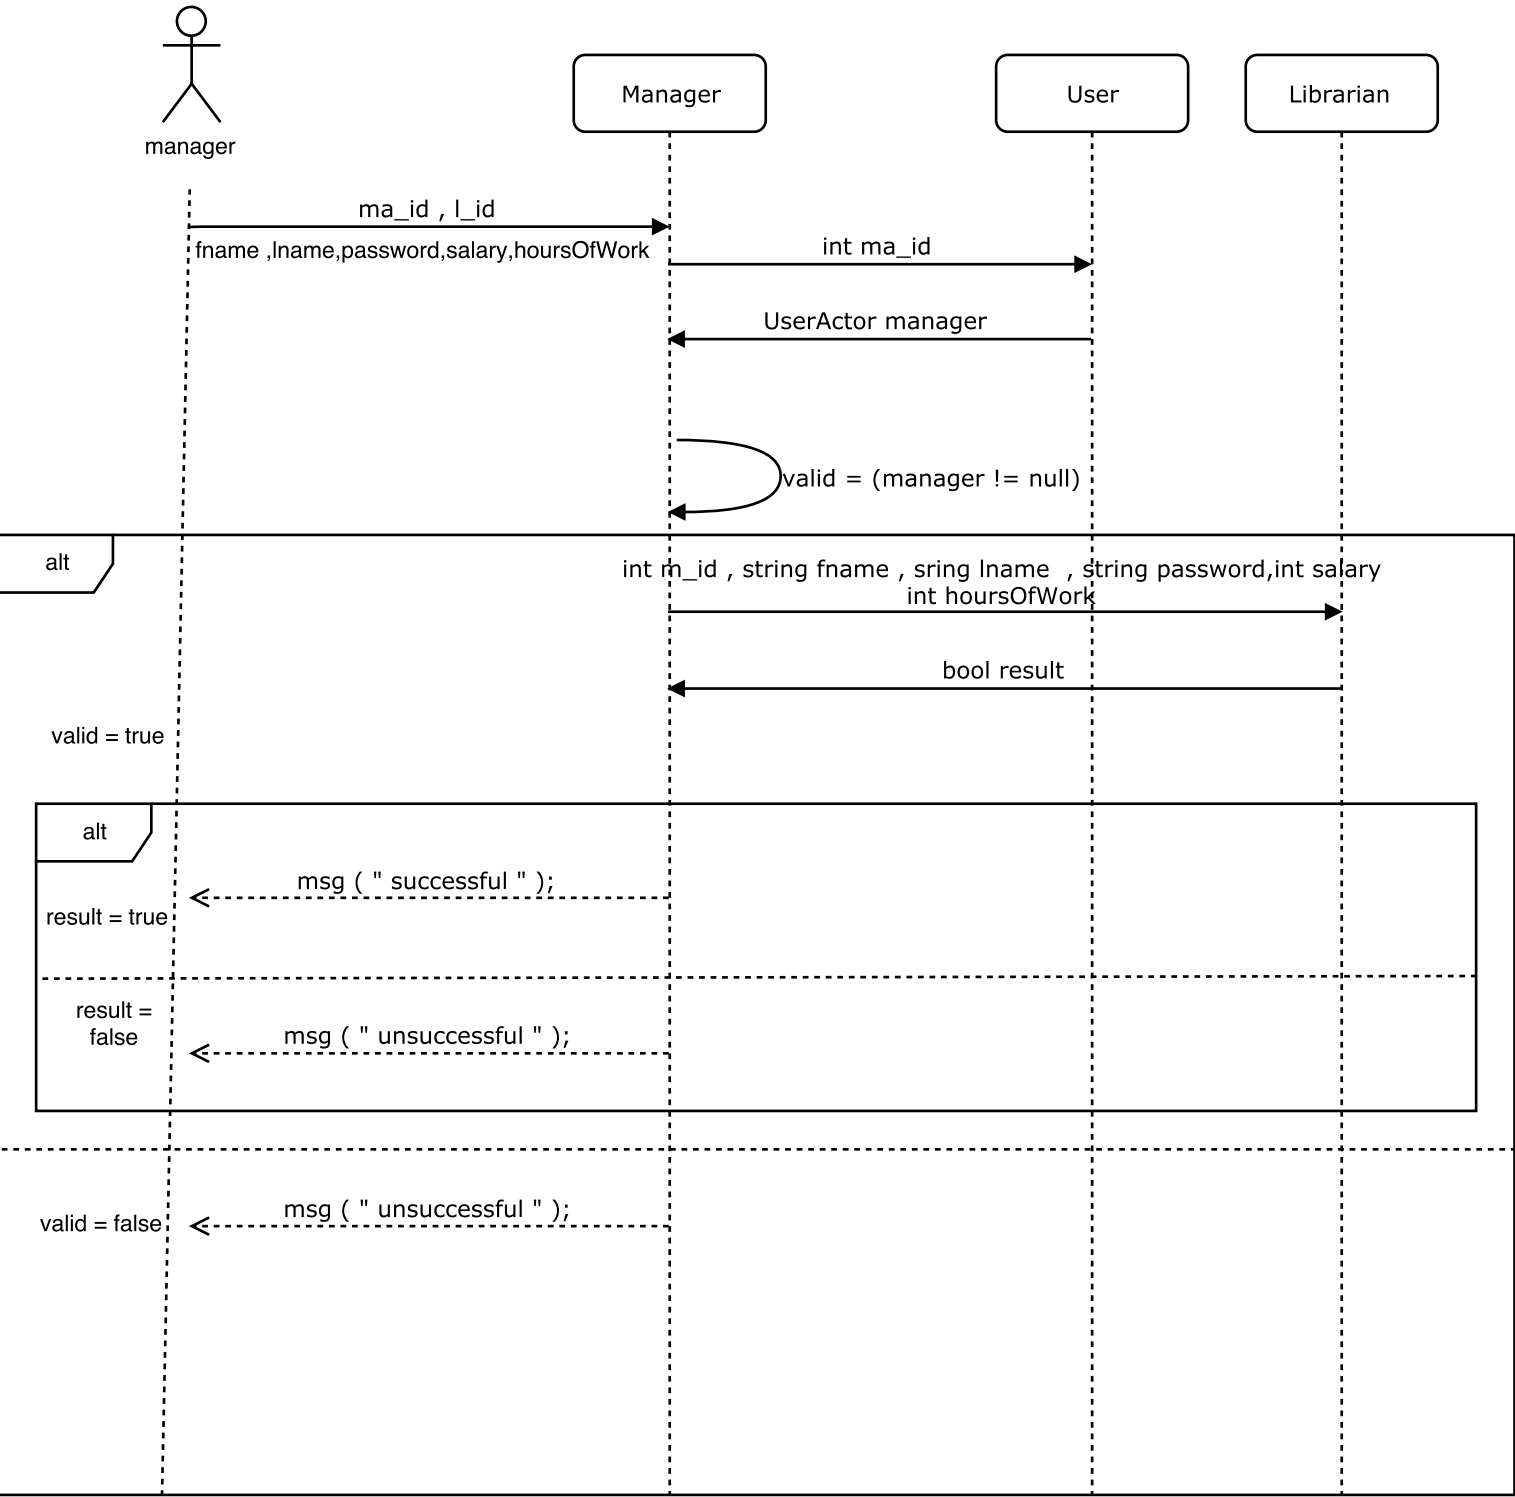 manager
Manager
User
Librarian
ma_id , l_id
fname ,lname,password,salary,hoursOfWork
int ma_id
UserActor manager
valid = (manager != null)
alt
int m_id , string fname , sring lname  , string password,int salary
int hoursOfWork
bool result
valid = true
alt
msg ( " successful " );
result = true
result =
false
msg ( " unsuccessful " );
msg ( " unsuccessful " );
valid = false